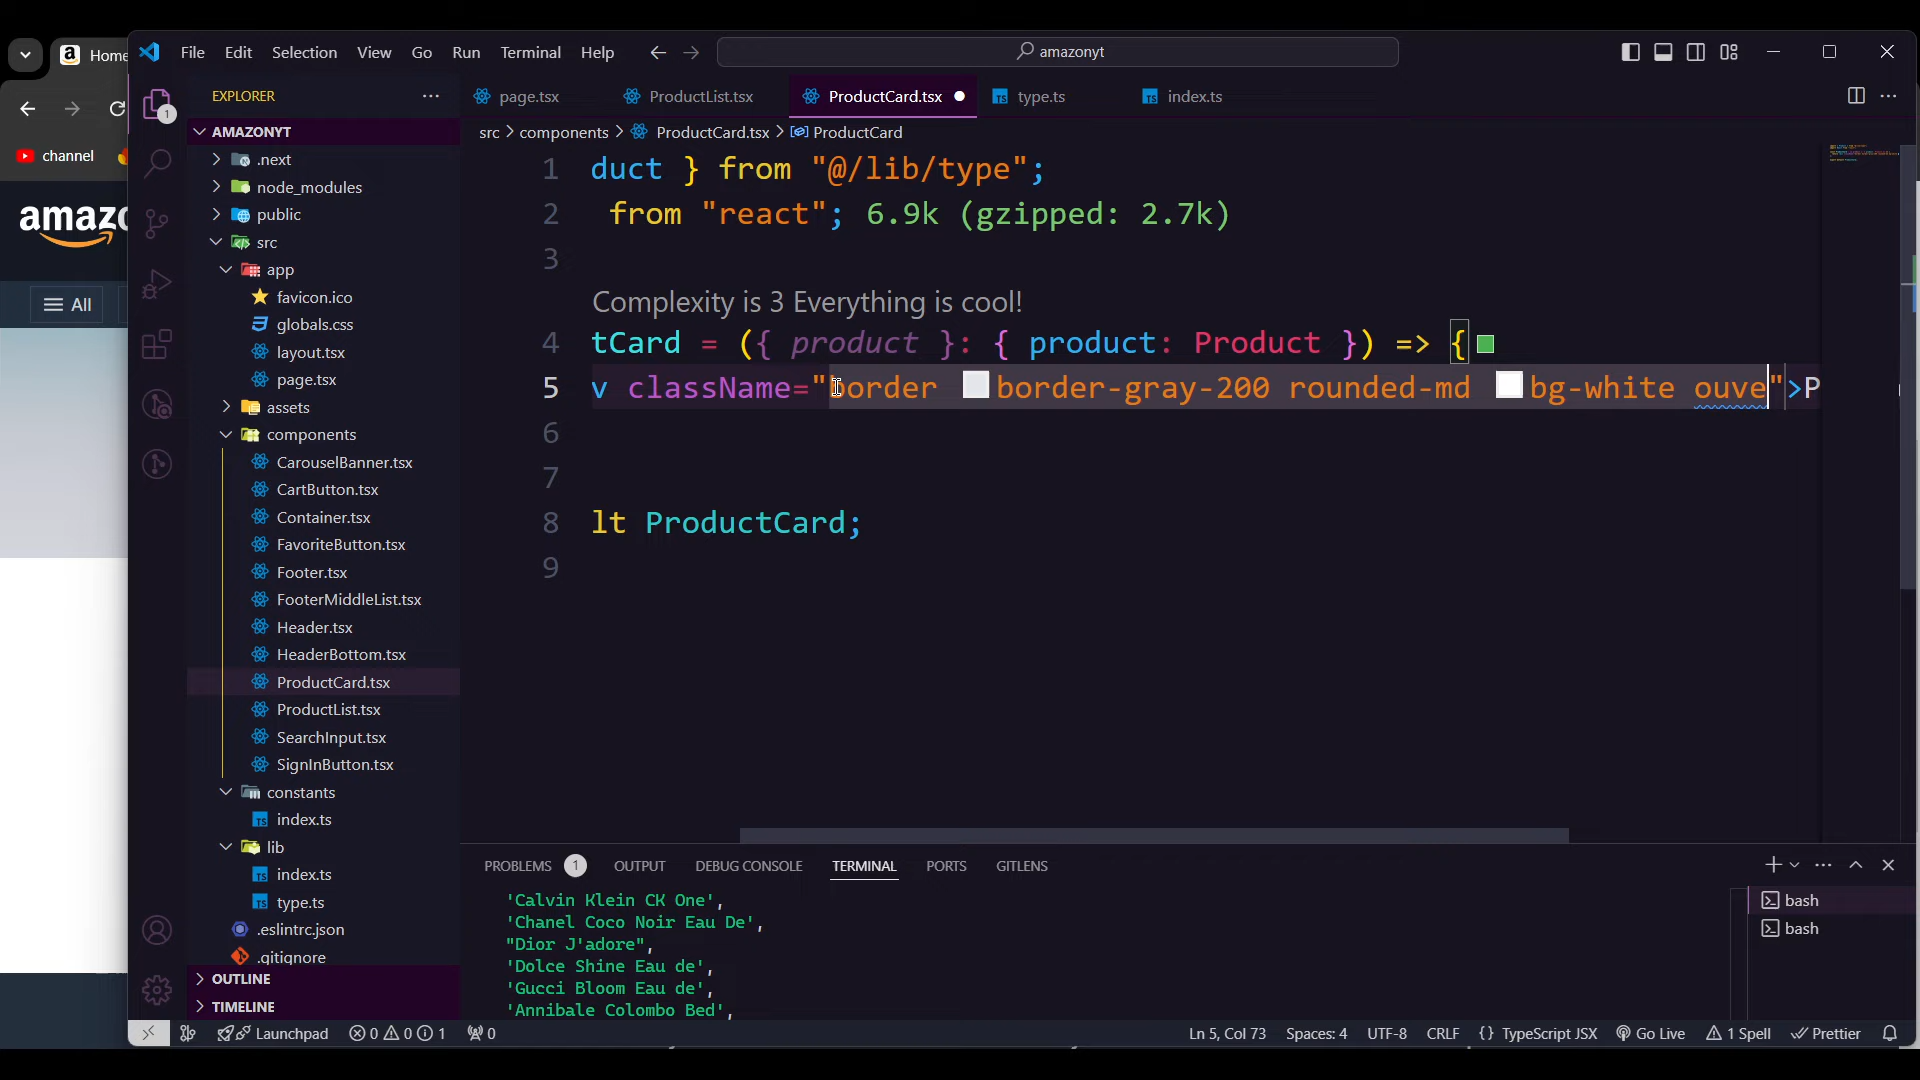 Home
channel
amazo
All
File Edit Selection View Go Run Terminal Help
amazonyt
EXPLORER
AMAZONYT
.next
node_modules
public
src
app
favicon.ico
globals.css
layout.tsx
page.tsx
assets
components
CarouselBanner.tsx
CartButton.tsx
Container.tsx
FavoriteButton.tsx
Footer.tsx
FooterMiddleList.tsx
Header.tsx
HeaderBottom.tsx
ProductCard.tsx
ProductList.tsx
SearchInput.tsx
SignInButton.tsx
constants
index.ts
lib
index.ts
type.ts
.eslintrc.json
.gitignore
OUTLINE
TIMELINE
page.tsx ProductList.tsx ProductCard.tsx type.ts index.ts
src > components > ProductCard.tsx > ProductCard
1 duct } from "@/lib/type";
2 from "react"; 6.9k (gzipped: 2.7k)
3
Complexity is 3 Everything is cool!
4 tCard = ({ product }: { product: Product }) => {
5 v className="border border-gray-200 rounded-md bg-white ouve">P
6
7
8 lt ProductCard;
9
PROBLEMS 1 OUTPUT DEBUG CONSOLE TERMINAL PORTS GITLENS
'Calvin Klein CK One',
'Chanel Coco Noir Eau De',
"Dior J'adore",
'Dolce Shine Eau de',
'Gucci Bloom Eau de',
'Annibale Colombo Bed',
bash
bash
Launchpad 0 0 1 0 Ln 5, Col 73 Spaces: 4 UTF-8 CRLF {} TypeScript JSX Go Live 1 Spell Prettier